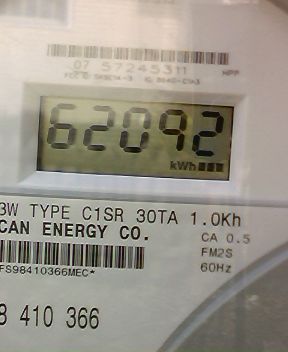 07 57245311
62092
kWh
3W TYPE C1SR 30TA 1.0Kh
CAN ENERGY CO.
CA 0.5
FM2S
60Hz
FS98410366MEC*
8 410 366